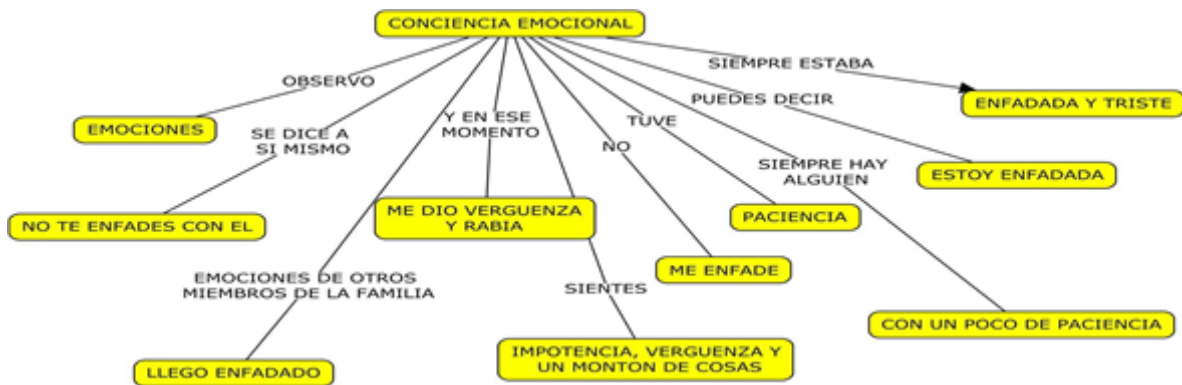 CONCIENCIA EMOCIONAL
SIEMPRE ESTABA
OBSERVO
PUEDES DECIR
ENFADADA Y TRISTE
Y EN ESE
MOMENTO
TUVE
EMOCIONES
SE DICE A
SI MISMO
NO
SIEMPRE HAY
ALGUIEN
ESTOY ENFADADA
ME DIO VERGUENZA
Y RABIA
PACIENCIA
NO TE ENFADES CON EL
ME ENFADE
EMOCIONES DE OTROS
MIEMBROS DE LA FAMILIA
SIENTES
CON UN POCO DE PACIENCIA
IMPOTENCIA, VERGUENZA Y
UN MONTON DE COSAS
LLEGO ENFADADO